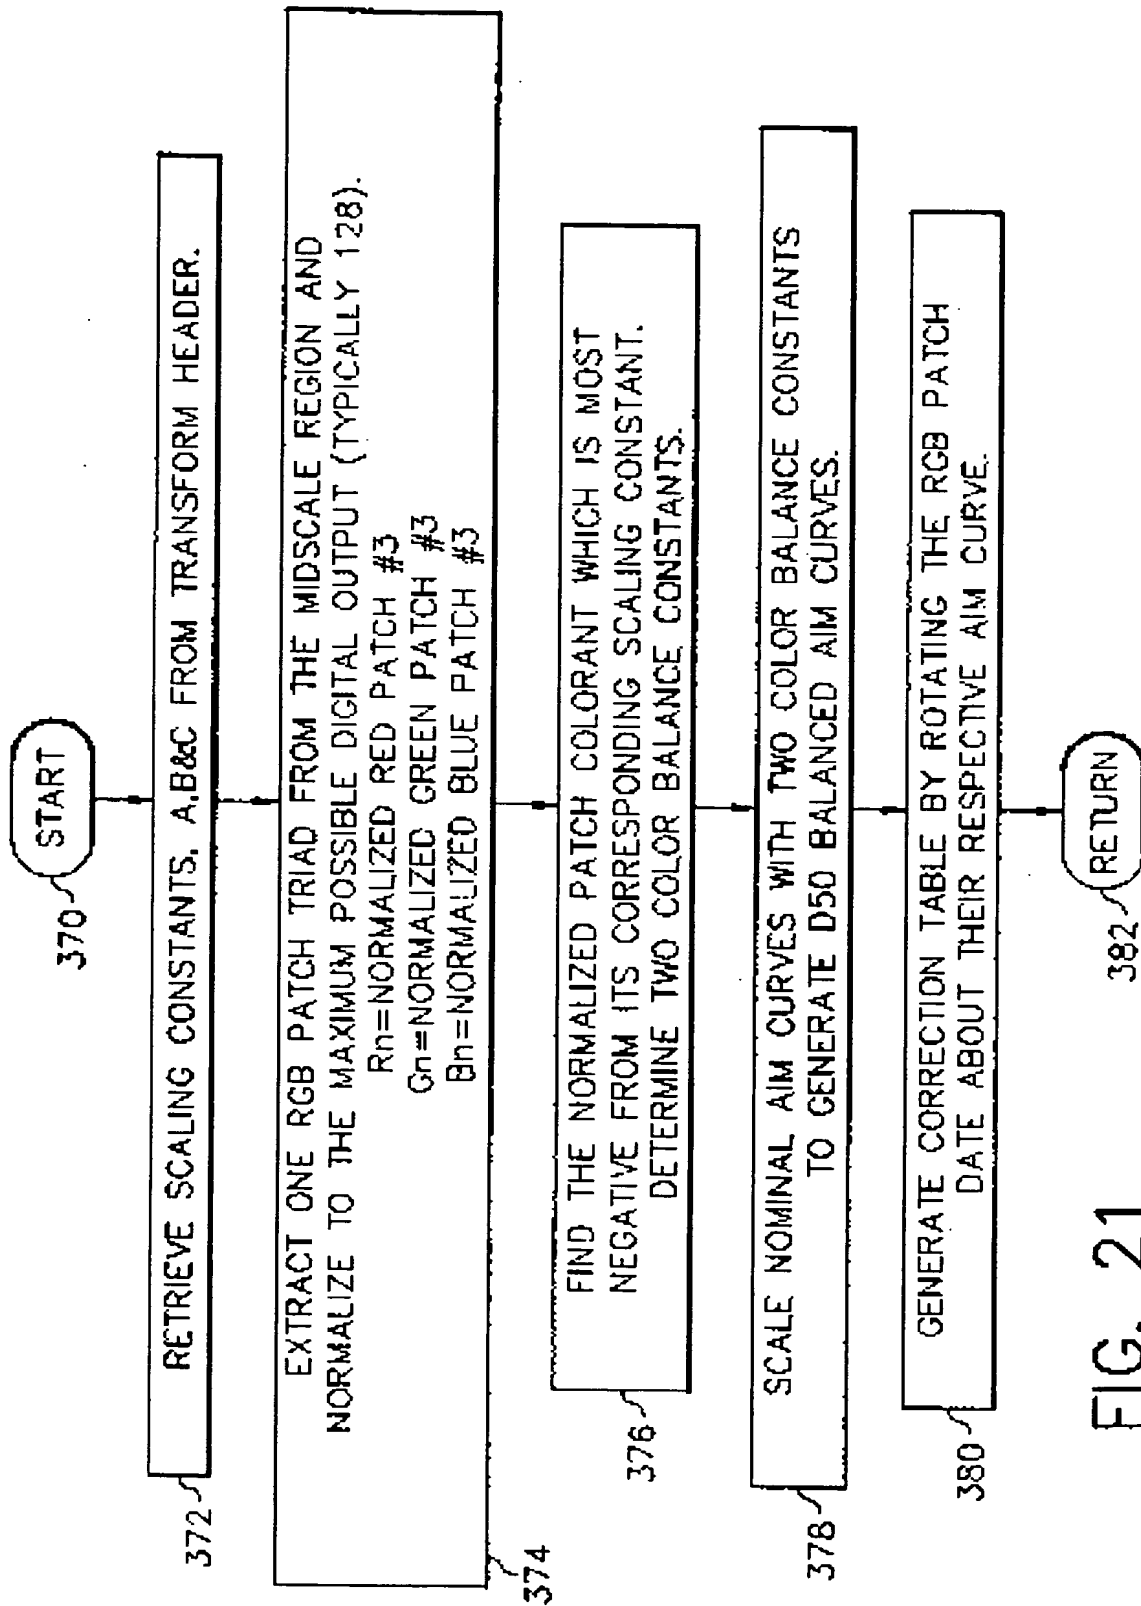 START
370
RETRIEVE SCALING CONSTANTS, A,B&C FROM TRANSFORM HEADER.
372
EXTRACT ONE RGB PATCH TRIAD FROM THE MIDSCALE REGION AND
NORMALIZE TO THE MAXIMUM POSSIBLE DIGITAL OUTPUT (TYPICALLY 128).
Rn=NORMALIZED RED PATCH #3
Gn=NORMALIZED GREEN PATCH #3
Bn=NORMALIZED BLUE PATCH #3
374
FIND THE NORMALIZED PATCH COLORANT WHICH IS MOST
NEGATIVE FROM ITS CORRESPONDING SCALING CONSTANT.
DETERMINE TWO COLOR BALANCE CONSTANTS.
376
SCALE NOMINAL AIM CURVES WITH TWO COLOR BALANCE CONSTANTS
TO GENERATE D50 BALANCED AIM CURVES.
378
GENERATE CORRECTION TABLE BY ROTATING THE RGB PATCH
DATE ABOUT THEIR RESPECTIVE AIM CURVE.
380
RETURN
382
FIG. 21